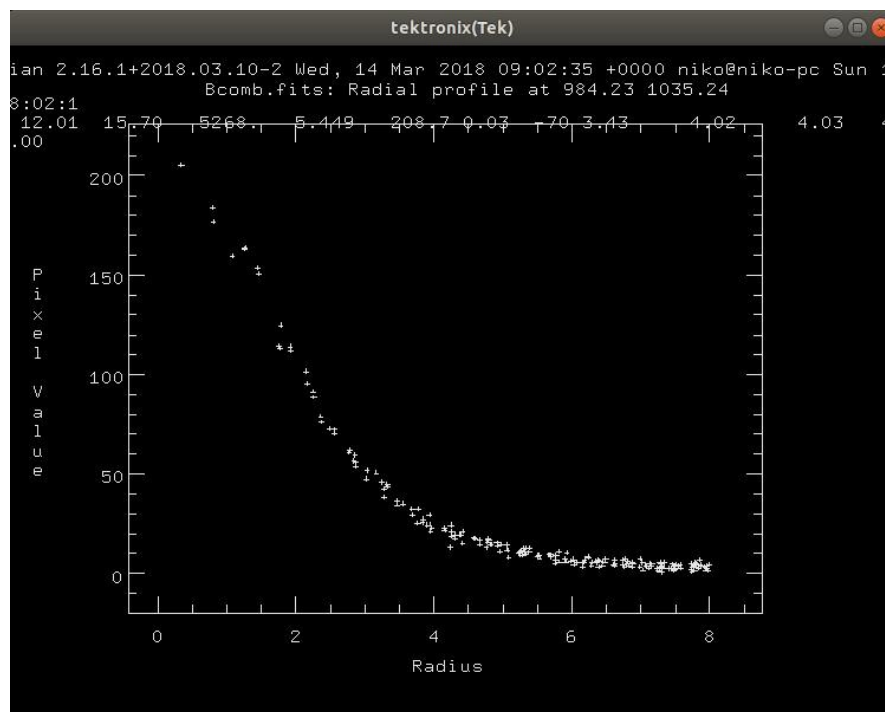 tektronix(Tek)
ian 2.16.1+2018.03.10-2 Wed, 14 Mar 2018 09:02:35 +0000 niko@niko-pc Sun
Bcomb.fits: Radial profile at 984.23 1035.24
8:02:1
12.01 15.70 5268. 5.449 208.7 0.03 -70 3.43 4.02 4.03
.00
200
150
100
50
0
Pixel Value
0 2 4 6 8
Radius